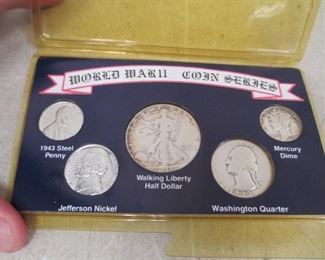 WORLD WAR II COIN SERIES
1943 Steel
Penny
Mercury
Dime
Walking Liberty
Half Dollar
Jefferson Nickel
Washington Quarter